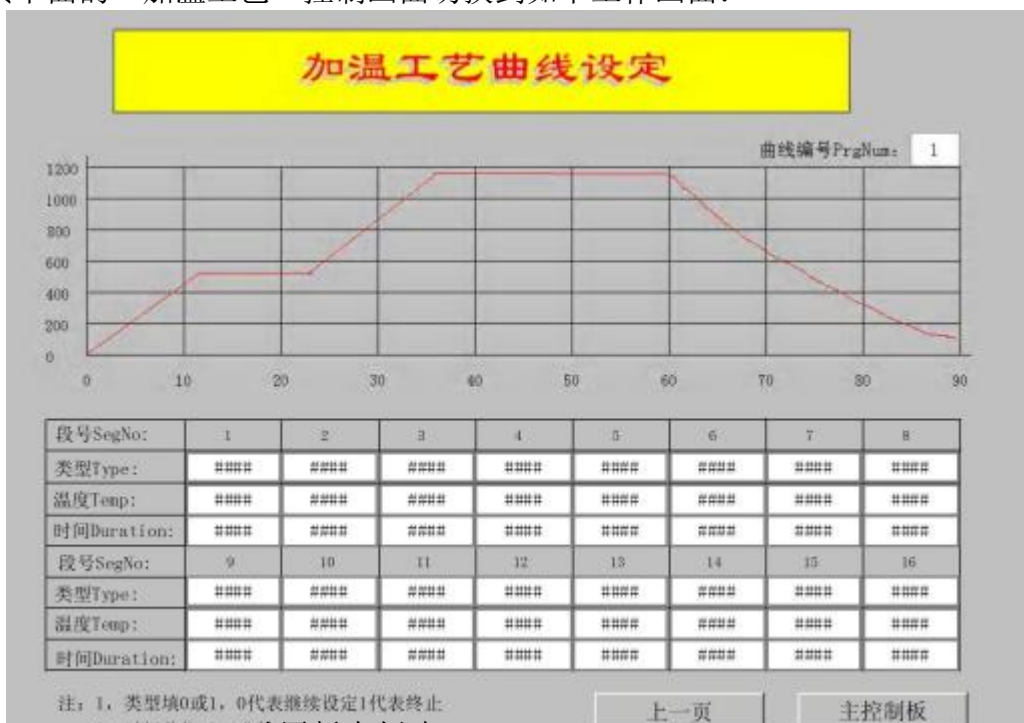 加温工艺曲线设定
曲线编号PrgNum: 1
1200
1000
800
600
400
200
0
0 10 20 30 40 50 60 70 80 90
段号SegNo: 1 2 3 4 5 6 7 8
类型Type: #### #### #### #### #### #### #### ####
温度Temp: #### #### #### #### #### #### #### ####
时间Duration: #### #### #### #### #### #### #### ####
段号SegNo: 9 10 11 12 13 14 15 16
类型Type: #### #### #### #### #### #### #### ####
温度Temp: #### #### #### #### #### #### #### ####
时间Duration: #### #### #### #### #### #### #### ####
注: 1, 类型填0或1, 0代表继续设定1代表终止
上一页 主控制板